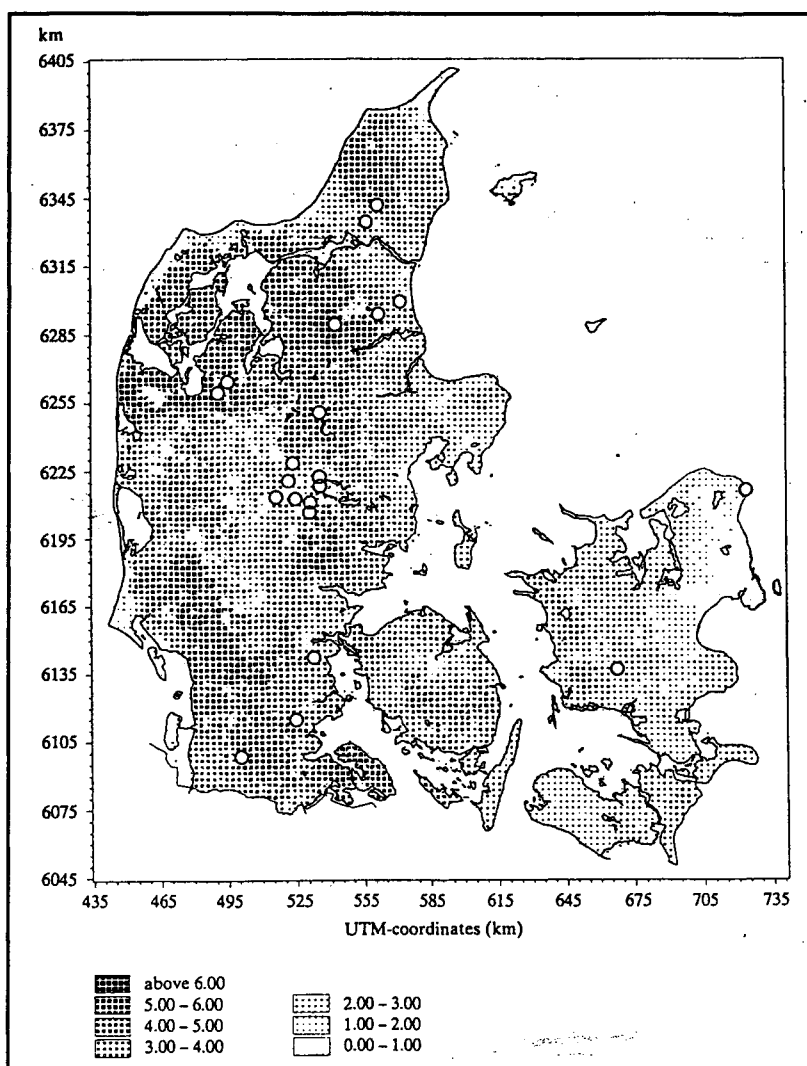 km
6405
6375
6345
6315
6285
6255
6225
6195
6165
6135
6105
6075
6045
435 465 495 525 555 585 615 645 675 705 735
UTM-coordinates (km)
above 6.00
5.00 – 6.00 2.00 – 3.00
4.00 – 5.00 1.00 – 2.00
3.00 – 4.00 0.00 – 1.00